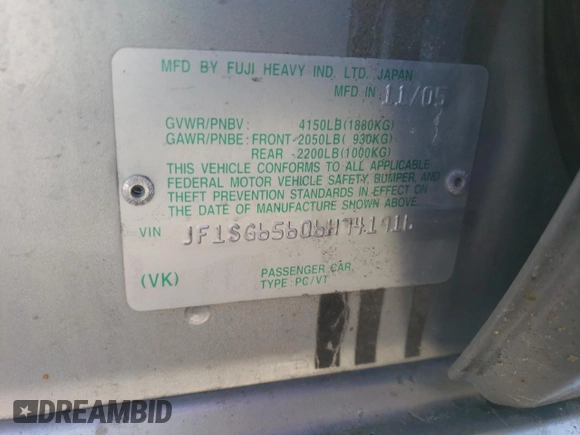 MFD BY FUJI HEAVY IND. LTD. JAPAN
MFD IN 11/05
GVWR/PNBV: 4150LB(1880KG)
GAWR/PNBE: FRONT-2050LB( 930KG)
REAR -2200LB(1000KG)
THIS VEHICLE CONFORMS TO ALL APPLICABLE
FEDERAL MOTOR VEHICLE SAFETY, BUMPER, AND
THEFT PREVENTION STANDARDS IN EFFECT ON
THE DATE OF MANUFACTURE SHOWN ABOVE.
VIN JF1SG65606H741916
(VK) PASSENGER CAR
TYPE: PC/VT
DREAMBID